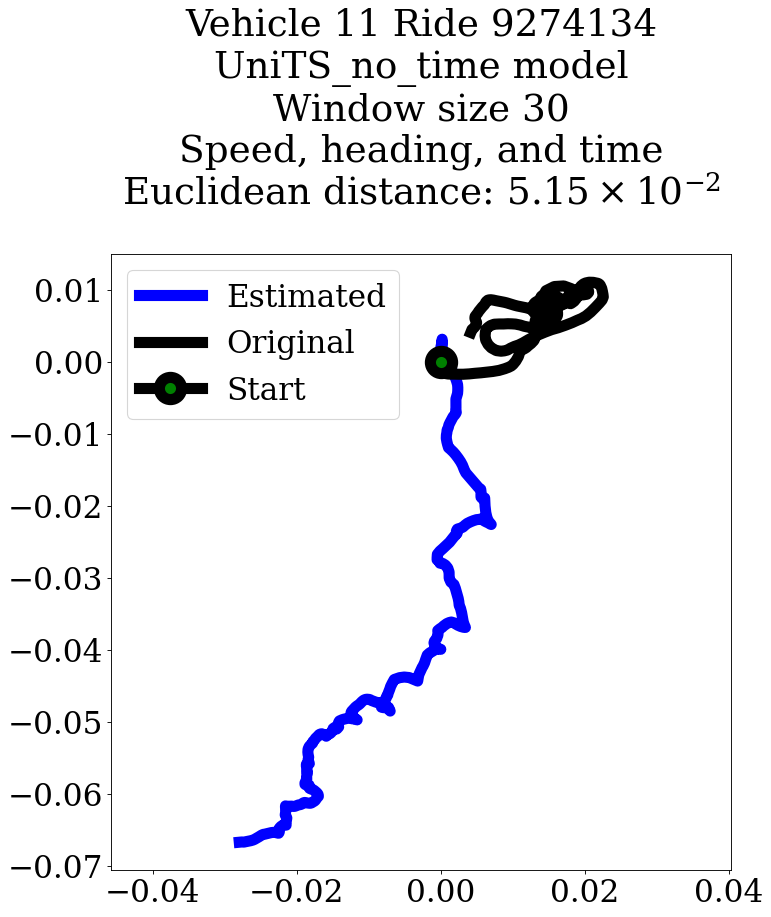 Vehicle 11 Ride 9274134
UniTS_no_time model
Window size 30
Speed, heading, and time
Euclidean distance: 5.15 × 10⁻²
Estimated
Original
Start
0.01
0.00
−0.01
−0.02
−0.03
−0.04
−0.05
−0.06
−0.07
−0.04 −0.02 0.00 0.02 0.04